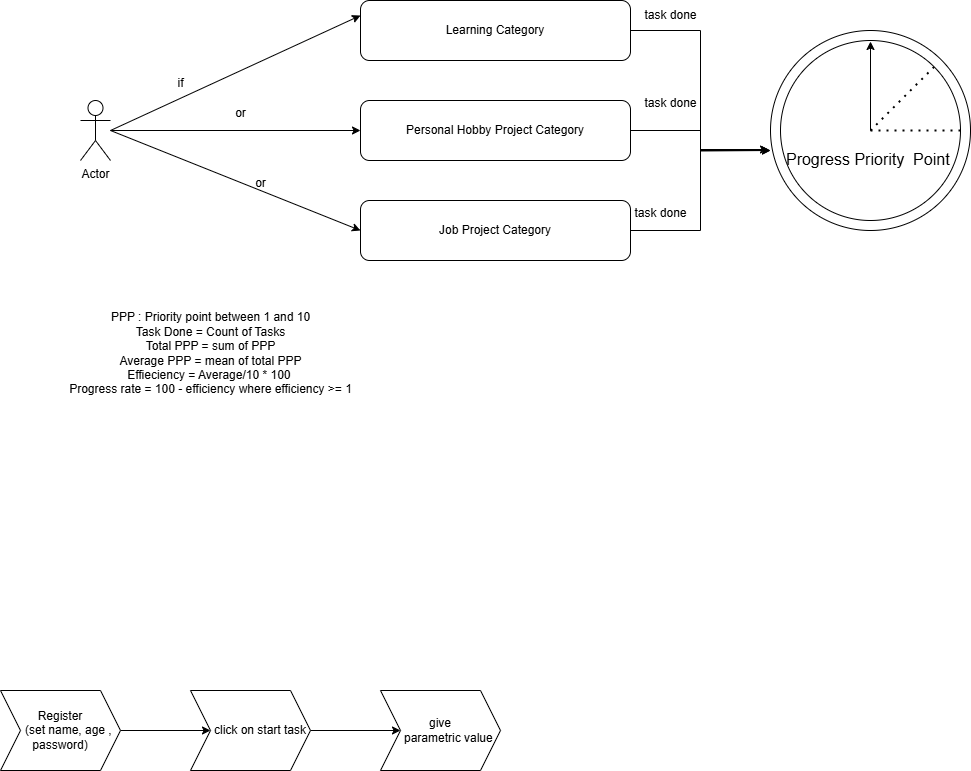 Learning Category
task done
if
or
Personal Hobby Project Category
task done
Progress Priority  Point
Actor
or
Job Project Category
task done
PPP : Priority point between 1 and 10
Task Done = Count of Tasks
Total PPP = sum of PPP
Average PPP = mean of total PPP
Effieciency = Average/10 * 100
Progress rate = 100 - efficiency where efficiency >= 1
Register
(set name, age ,
password)
click on start task
give
parametric value